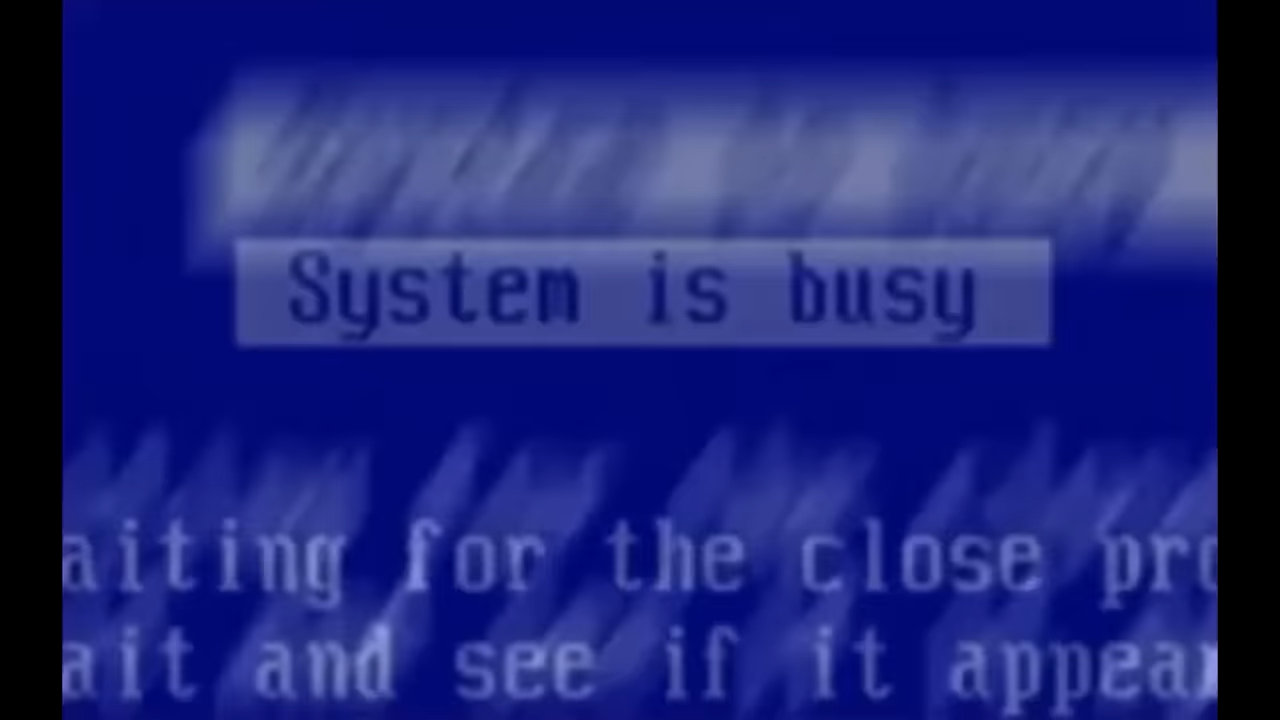 System is busy
aiting for the close pro
ait and see if it appear